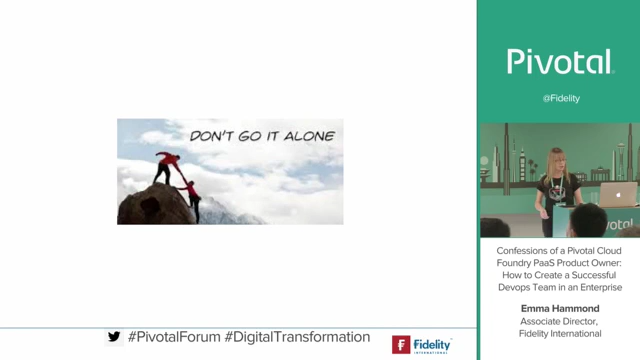 DON'T GO IT ALONE
#PivotalForum #DigitalTransformation
Fidelity
INTERNATIONAL
Pivotal
@Fidelity
Confessions of a Pivotal Cloud
Foundry PaaS Product Owner:
How to Create a Successful
Devops Team in an Enterprise
Emma Hammond
Associate Director,
Fidelity International